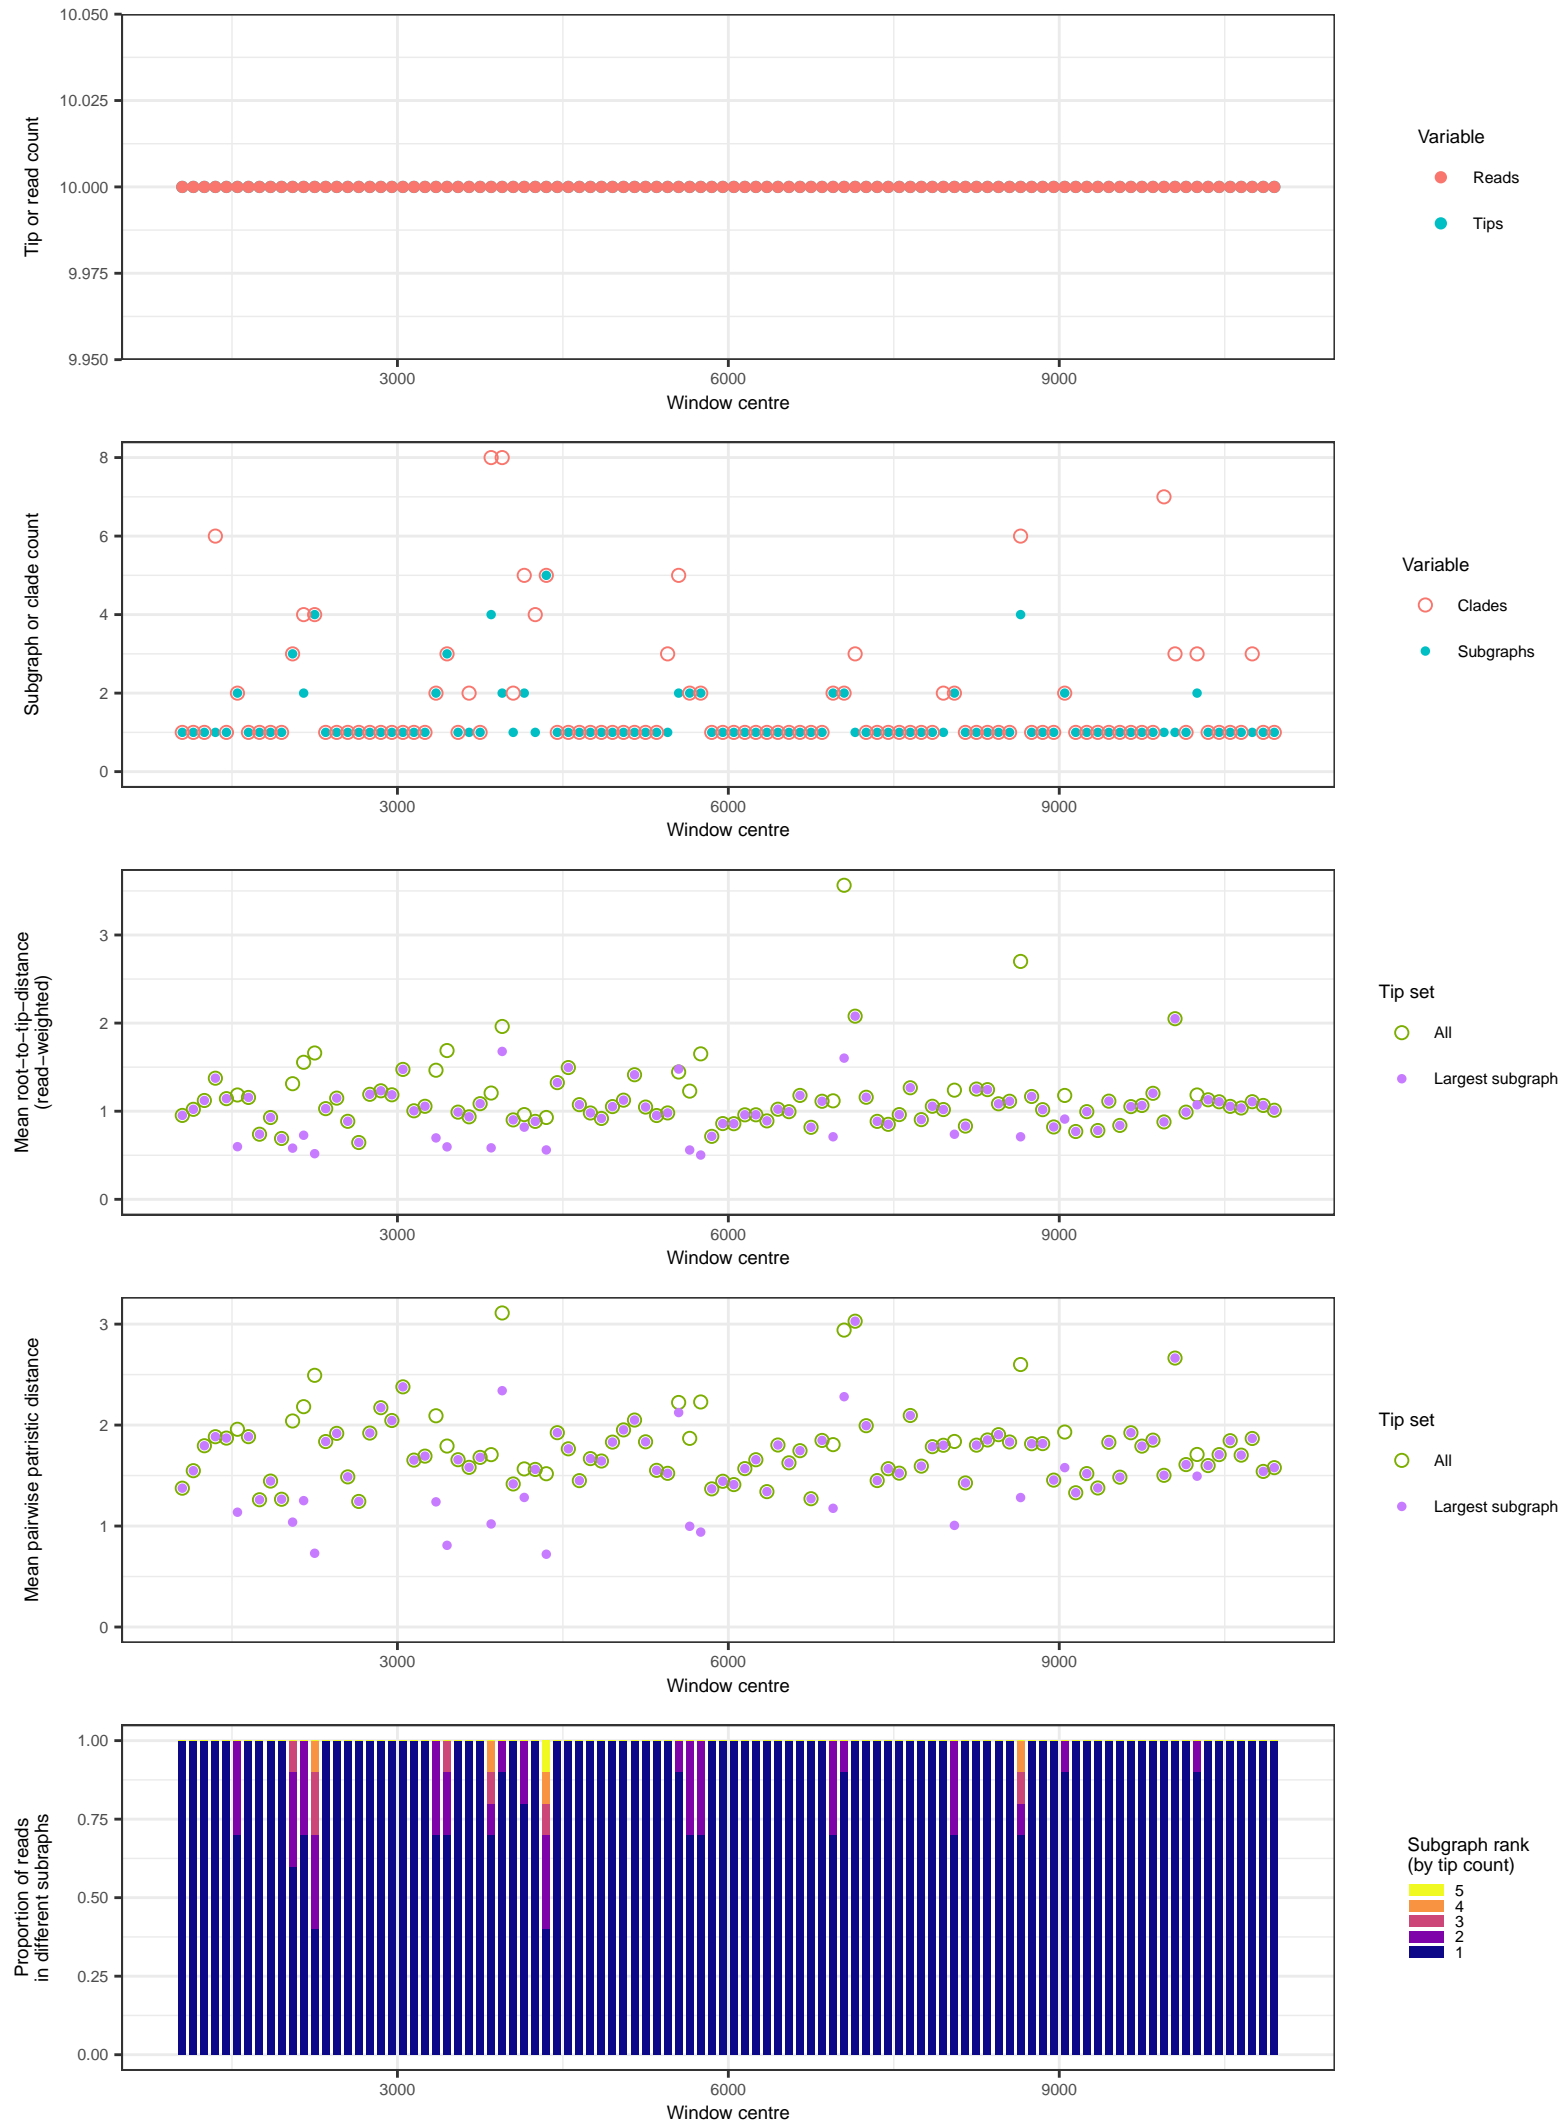 10.050
10.025
10.000
9.975
9.950
Tip or read count
3000
6000
9000
Window centre
Variable
Reads
Tips
8
6
4
2
0
Subgraph or clade count
3000
6000
9000
Window centre
Variable
Clades
Subgraphs
3
2
1
0
Mean root−to−tip−distance
(read−weighted)
3000
6000
9000
Window centre
Tip set
All
Largest subgraph
3
2
1
0
Mean pairwise patristic distance
3000
6000
9000
Window centre
Tip set
All
Largest subgraph
1.00
0.75
0.50
0.25
0.00
Proportion of reads
in different subraphs
3000
6000
9000
Window centre
Subgraph rank
(by tip count)
5
4
3
2
1